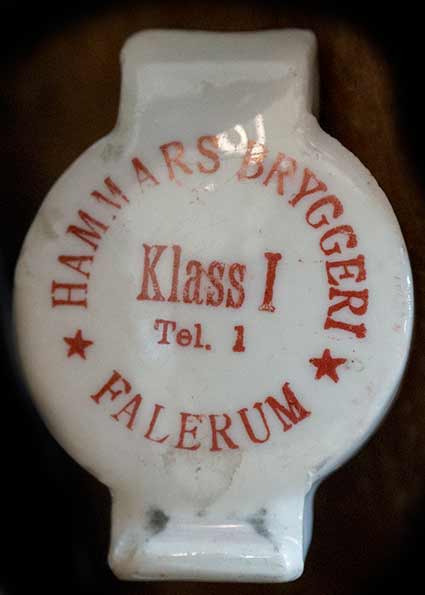 HAMMARS BRYGGERI
Klass I
Tel. 1
FALERUM